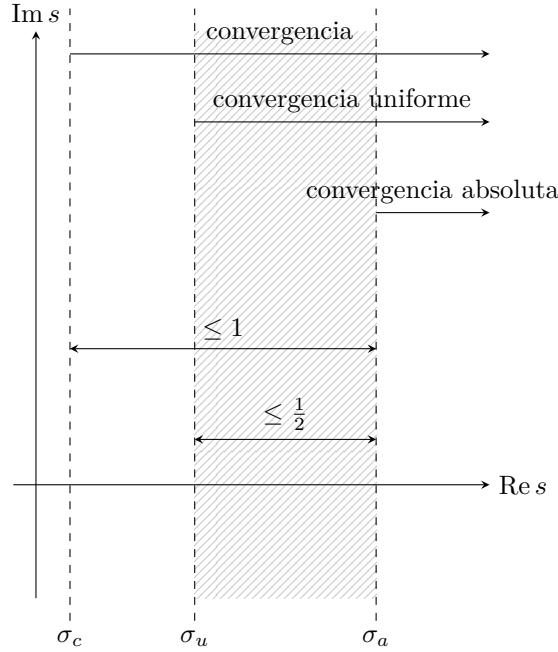 Im s
convergencia
convergencia uniforme
convergencia absoluta
≤ 1
≤ 1/2
Re s
σ_c σ_u σ_a